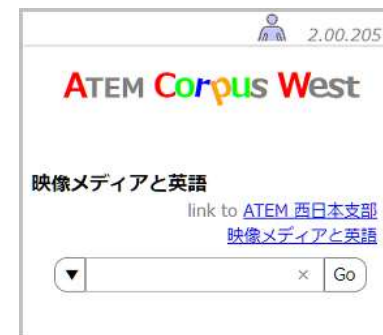 2.00.205
ATEM Corpus West
映像メディアと英語
link to ATEM 西日本支部
映像メディアと英語
▼ × Go